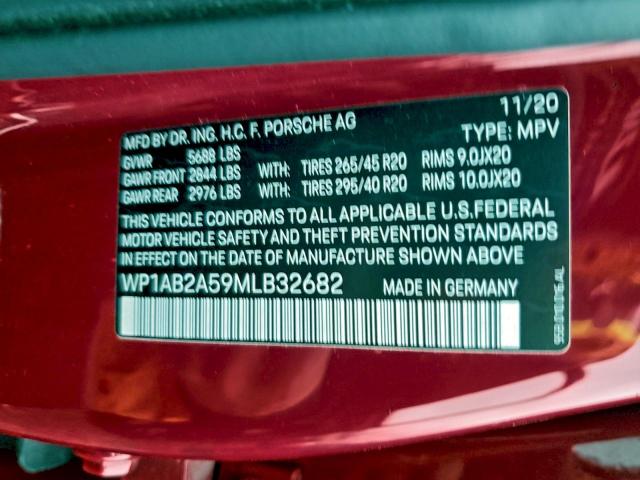 11/20
MFD BY DR. ING. H.C. F. PORSCHE AG TYPE: MPV
GVWR 5688 LBS
GAWR FRONT 2844 LBS WITH: TIRES 265/45 R20 RIMS 9.0JX20
GAWR REAR 2976 LBS WITH: TIRES 295/40 R20 RIMS 10.0JX20
THIS VEHICLE CONFORMS TO ALL APPLICABLE U.S.FEDERAL
MOTOR VEHICLE SAFETY AND THEFT PREVENTION STANDARDS
IN EFFECT ON THE DATE OF MANUFACTURE SHOWN ABOVE
WP1AB2A59MLB32682 MADE IN GERMANY